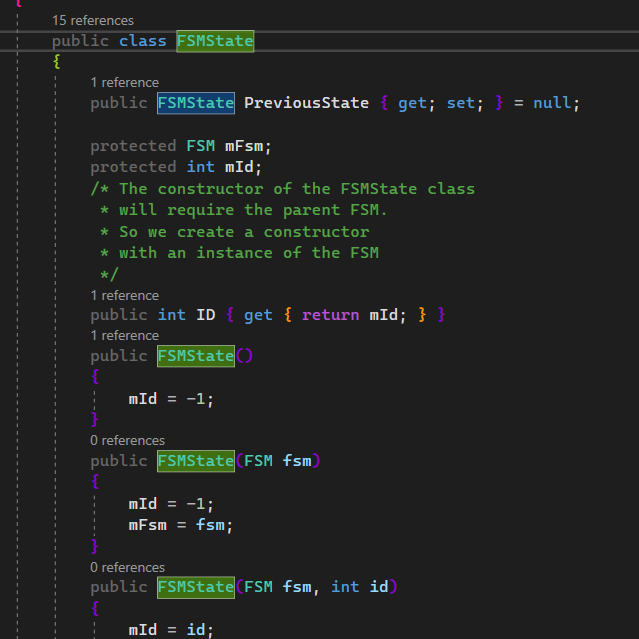 {
15 references
public class FSMState
{
1 reference
public FSMState PreviousState { get; set; } = null;
protected FSM mFsm;
protected int mId;
/* The constructor of the FSMState class
* will require the parent FSM.
* So we create a constructor
* with an instance of the FSM
*/
1 reference
public int ID { get { return mId; } }
1 reference
public FSMState()
{
mId = -1;
}
0 references
public FSMState(FSM fsm)
{
mId = -1;
mFsm = fsm;
}
0 references
public FSMState(FSM fsm, int id)
{
mId = id;